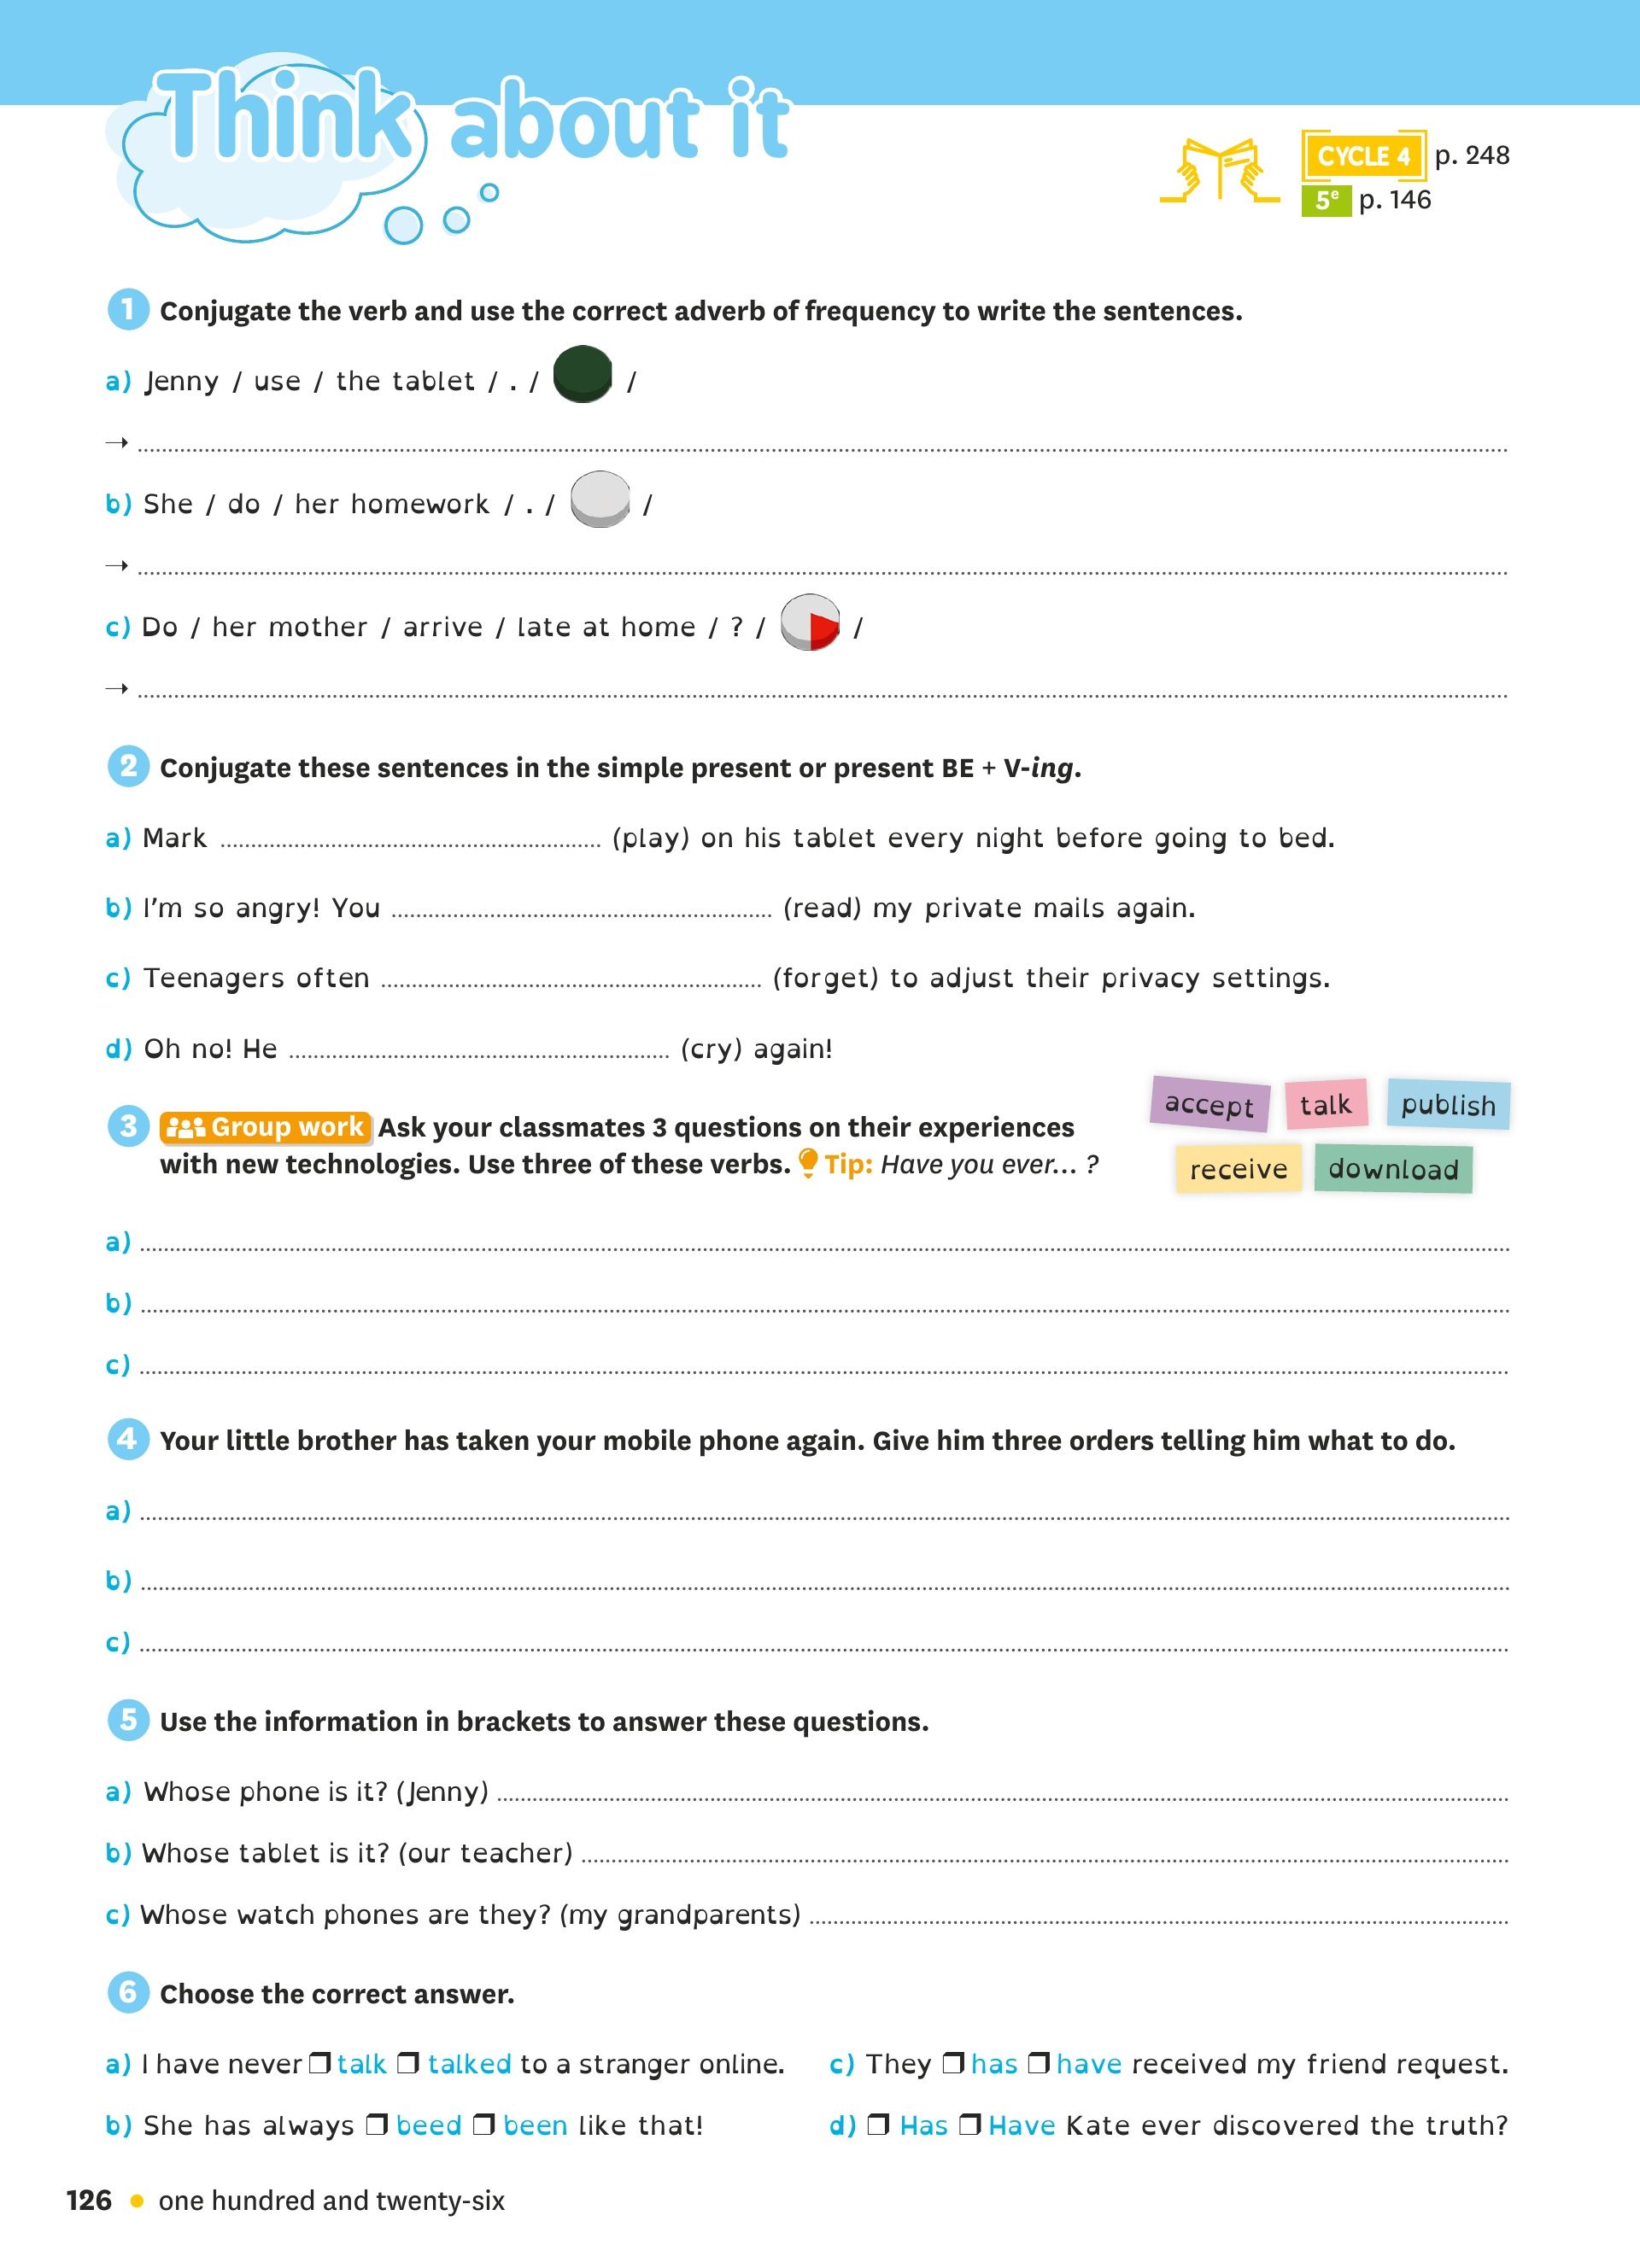 Think about it
CYCLE 4 p. 248
5e p. 146
1 Conjugate the verb and use the correct adverb of frequency to write the sentences.
a) Jenny / use / the tablet / . / /
→ ........
b) She / do / her homework / . / /
→ ........
c) Do / her mother / arrive / late at home / ? / /
→ ........
2 Conjugate these sentences in the simple present or present BE + V-ing.
a) Mark ........ (play) on his tablet every night before going to bed.
b) I'm so angry! You ........ (read) my private mails again.
c) Teenagers often ........ (forget) to adjust their privacy settings.
d) Oh no! He ........ (cry) again!
accept talk publish
3 Group work Ask your classmates 3 questions on their experiences
with new technologies. Use three of these verbs. Tip: Have you ever... ?
receive download
a) ........
b) ........
c) ........
4 Your little brother has taken your mobile phone again. Give him three orders telling him what to do.
a) ........
b) ........
c) ........
5 Use the information in brackets to answer these questions.
a) Whose phone is it? (Jenny) ........
b) Whose tablet is it? (our teacher) ........
c) Whose watch phones are they? (my grandparents) ........
6 Choose the correct answer.
a) I have never ❒ talk ❒ talked to a stranger online.
b) She has always ❒ beed ❒ been like that!
c) They ❒ has ❒ have received my friend request.
d) ❒ Has ❒ Have Kate ever discovered the truth?
126 • one hundred and twenty-six